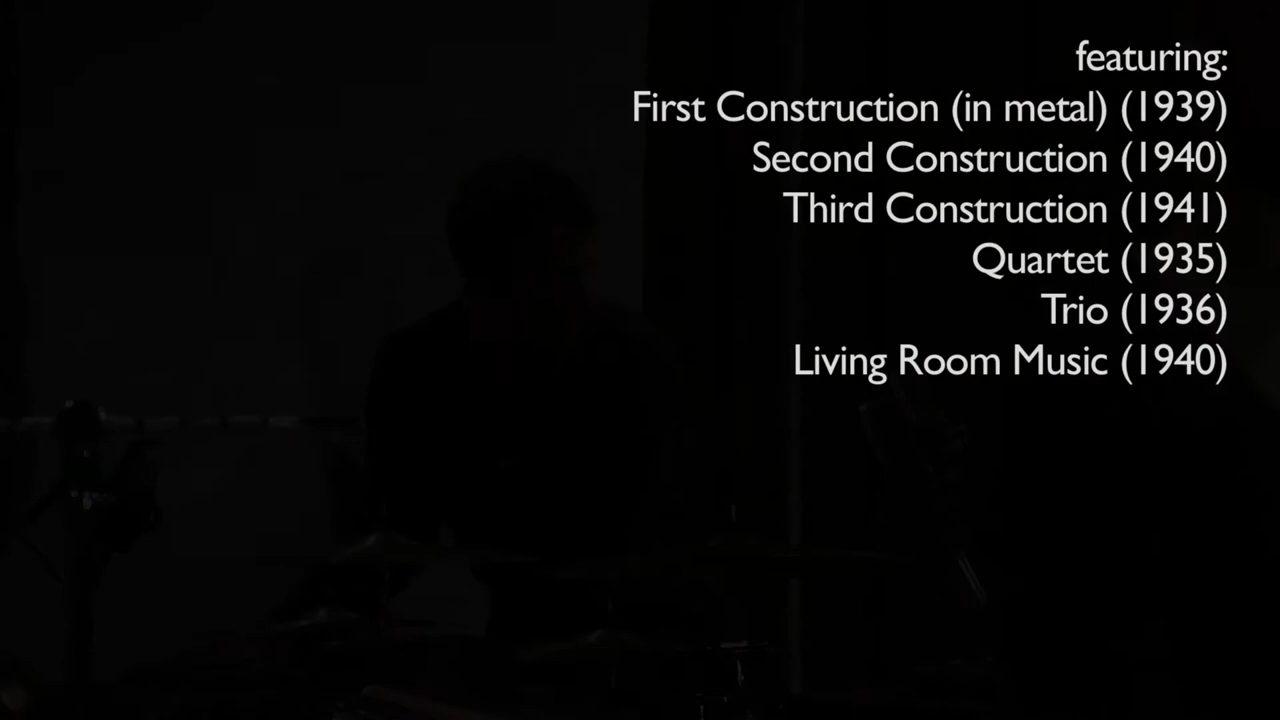 featuring:
First Construction (in metal) (1939)
Second Construction (1940)
Third Construction (1941)
Quartet (1935)
Trio (1936)
Living Room Music (1940)